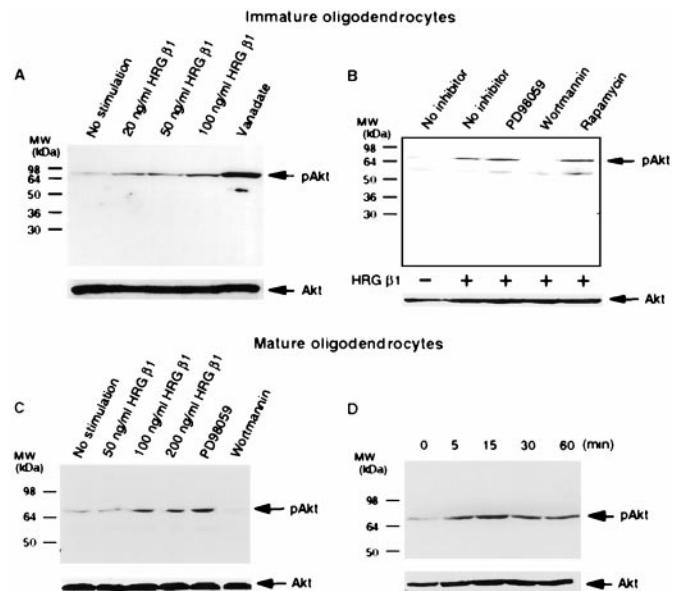 Immature oligodendrocytes
A
No stimulation
20 ng/ml HRG β1
50 ng/ml HRG β1
100 ng/ml HRG β1
Vanadate
MW
(kDa)
98
64
50
36
30
pAkt
Akt
B
No inhibitor
No inhibitor
PD98059
Wortmannin
Rapamycin
MW
(kDa)
98
64
50
36
30
pAkt
HRG β1 − + + + +
Akt
Mature oligodendrocytes
C
No stimulation
50 ng/ml HRG β1
100 ng/ml HRG β1
200 ng/ml HRG β1
PD98059
Wortmannin
MW
(kDa)
98
64
50
pAkt
Akt
D
0 5 15 30 60 (min)
MW
(kDa)
98
64
50
pAkt
Akt